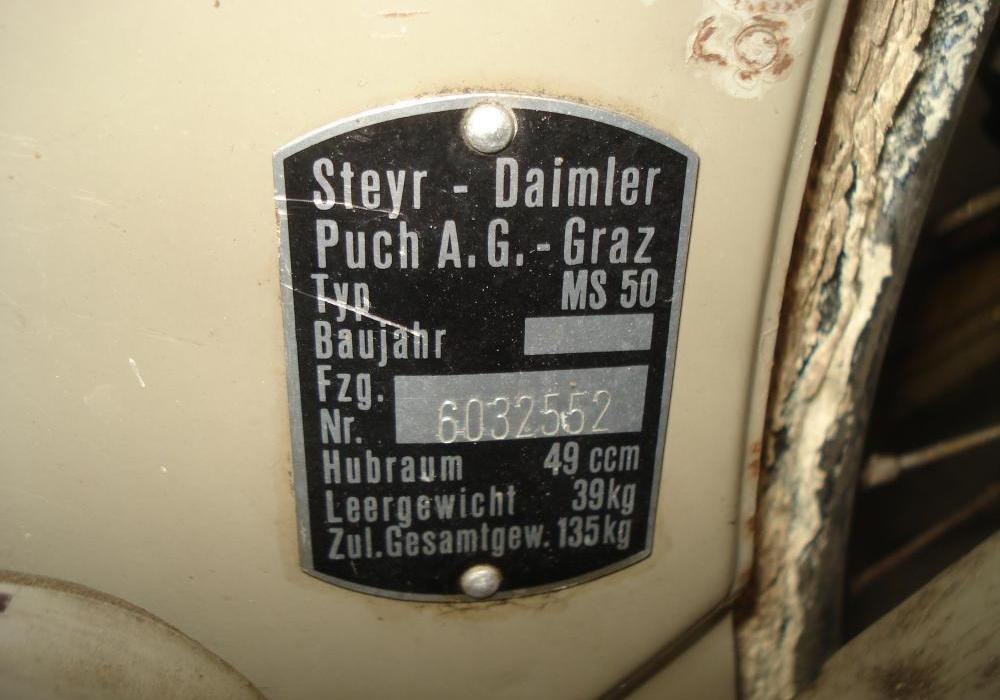 Steyr - Daimler
Puch A.G. - Graz
Typ MS 50
Baujahr
Fzg.
Nr. 6032552
Hubraum 49 ccm
Leergewicht 39kg
Zul.Gesamtgew. 135kg